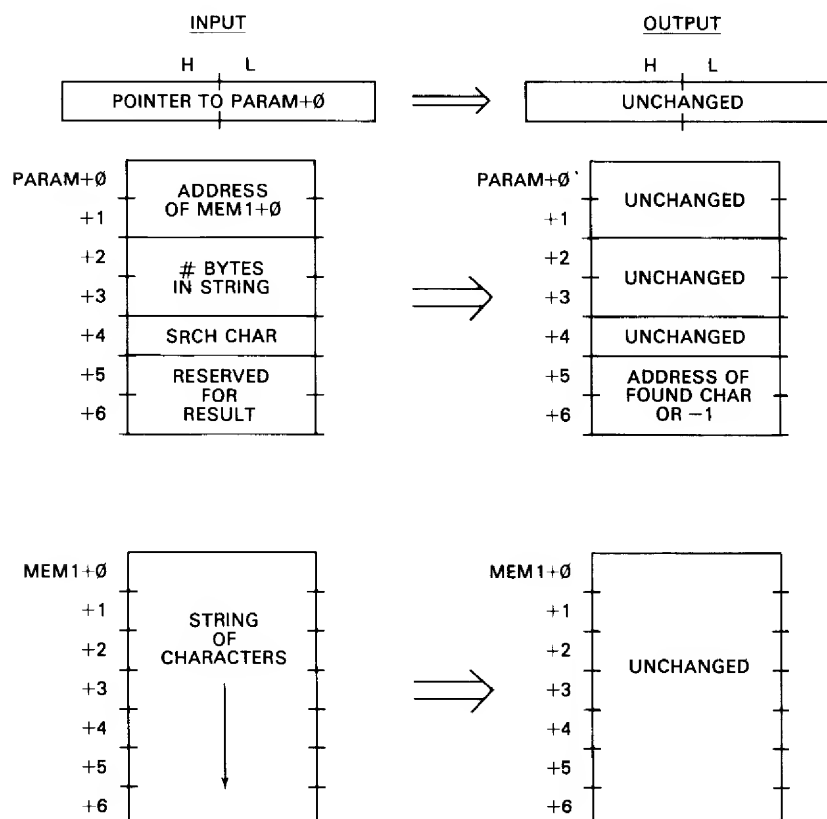 INPUT
OUTPUT
H L
H L
POINTER TO PARAM+Ø
UNCHANGED
PARAM+Ø
+1
+2
+3
+4
+5
+6
ADDRESS
OF MEM1+Ø
# BYTES
IN STRING
SRCH CHAR
RESERVED
FOR
RESULT
PARAM+Ø
+1
+2
+3
+4
+5
+6
UNCHANGED
UNCHANGED
UNCHANGED
ADDRESS OF
FOUND CHAR
OR −1
MEM1+Ø
+1
+2
+3
+4
+5
+6
STRING
OF
CHARACTERS
MEM1+Ø
+1
+2
+3
+4
+5
+6
UNCHANGED